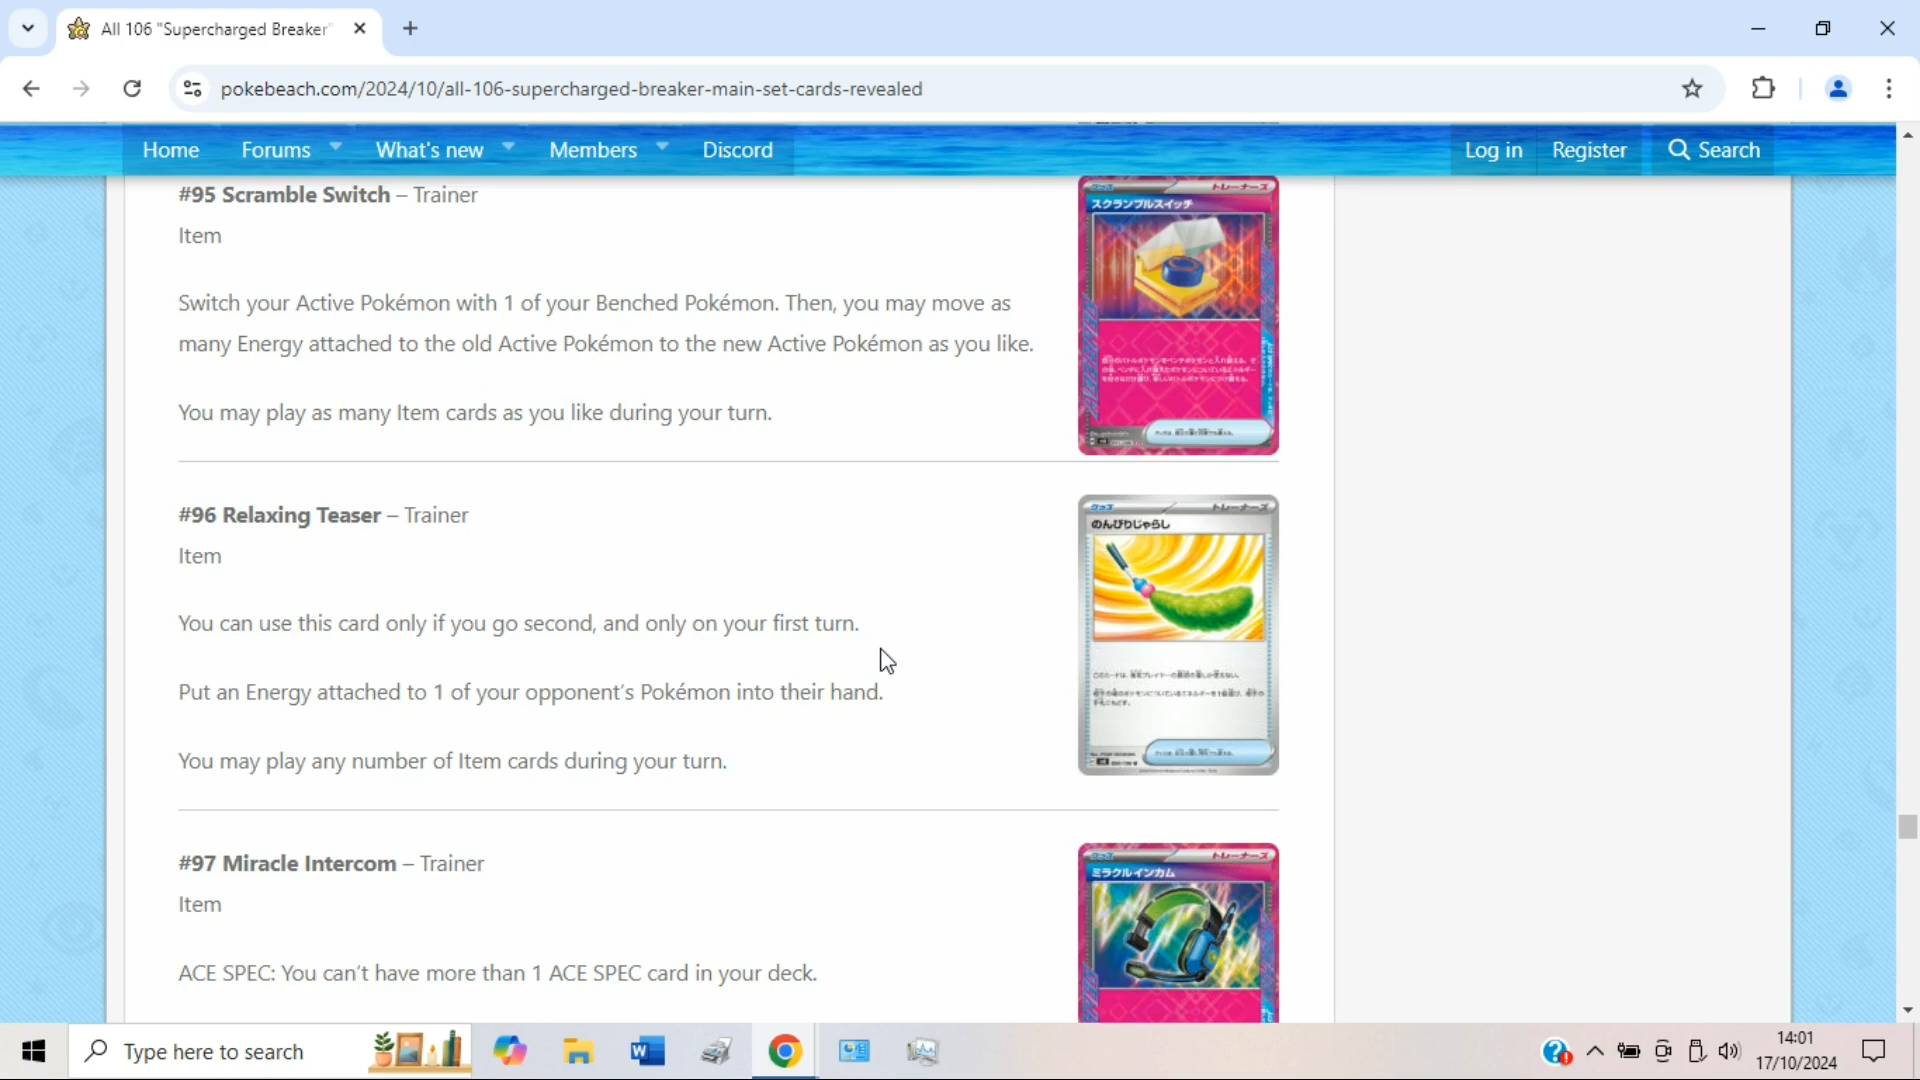 All 106 "Supercharged Breaker"
pokebeach.com/2024/10/all-106-supercharged-breaker-main-set-cards-revealed
Home Forums What's new Members Discord Log in Register Search
#95 Scramble Switch – Trainer
Item
Switch your Active Pokémon with 1 of your Benched Pokémon. Then, you may move as
many Energy attached to the old Active Pokémon to the new Active Pokémon as you like.
You may play as many Item cards as you like during your turn.
グッズ トレーナーズ
スクランブルスイッチ
#96 Relaxing Teaser – Trainer
Item
You can use this card only if you go second, and only on your first turn.
Put an Energy attached to 1 of your opponent's Pokémon into their hand.
You may play any number of Item cards during your turn.
グッズ トレーナーズ
のんびりじゃらし
#97 Miracle Intercom – Trainer
Item
ACE SPEC: You can't have more than 1 ACE SPEC card in your deck.
グッズ トレーナーズ
ミラクルインカム
Type here to search
14:01
17/10/2024